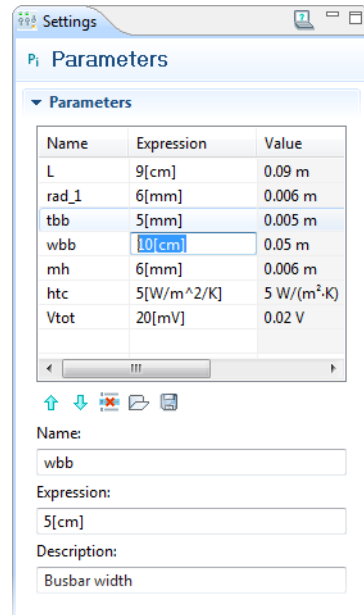 Settings
Pi Parameters
Parameters
Name Expression Value
L 9[cm] 0.09 m
rad_1 6[mm] 0.006 m
tbb 5[mm] 0.005 m
wbb 10[cm] 0.05 m
mh 6[mm] 0.006 m
htc 5[W/m^2/K] 5 W/(m²·K)
Vtot 20[mV] 0.02 V
Name:
wbb
Expression:
5[cm]
Description:
Busbar width